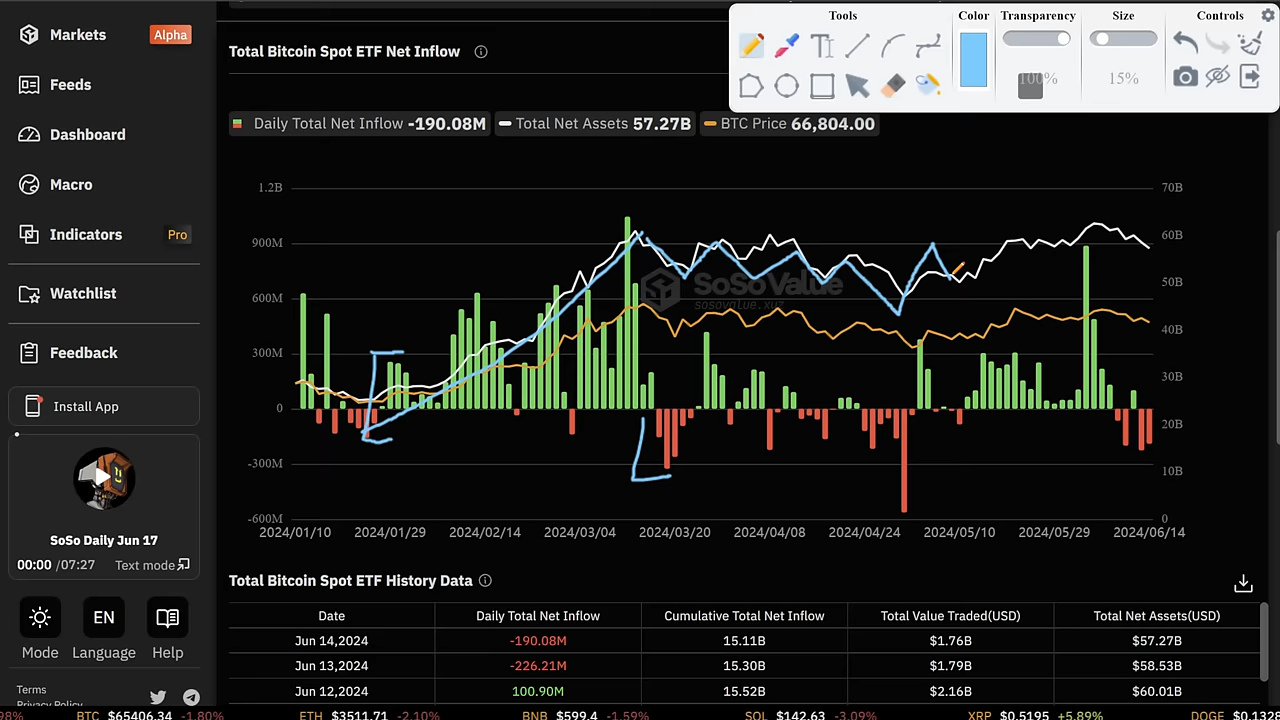 Markets Alpha
Feeds
Dashboard
Macro
Indicators Pro
Watchlist
Feedback
Install App
SoSo Daily Jun 17
00:00 /07:27 Text mode
EN
Mode Language Help
Terms
Privacy Policy
Total Bitcoin Spot ETF Net Inflow
Tools Color Transparency Size Controls
100% 15%
Daily Total Net Inflow -190.08M Total Net Assets 57.27B BTC Price 66,804.00
1.2B 70B
900M 60B
600M 50B
300M 40B
0 30B
-300M 20B
-600M 10B
0
SoSo Value
sosovalue.xyz
2024/01/10 2024/01/29 2024/02/14 2024/03/04 2024/03/20 2024/04/08 2024/04/24 2024/05/10 2024/05/29 2024/06/14
Total Bitcoin Spot ETF History Data
Date Daily Total Net Inflow Cumulative Total Net Inflow Total Value Traded(USD) Total Net Assets(USD)
Jun 14,2024 -190.08M 15.11B $1.76B $57.27B
Jun 13,2024 -226.21M 15.30B $1.79B $58.53B
Jun 12,2024 100.90M 15.52B $2.16B $60.01B
98% BTC $65406.34 -1.80% ETH $3511.71 -2.10% BNB $599.4 -1.59% SOL $142.63 -3.09% XRP $0.5195 +5.89% DOGE